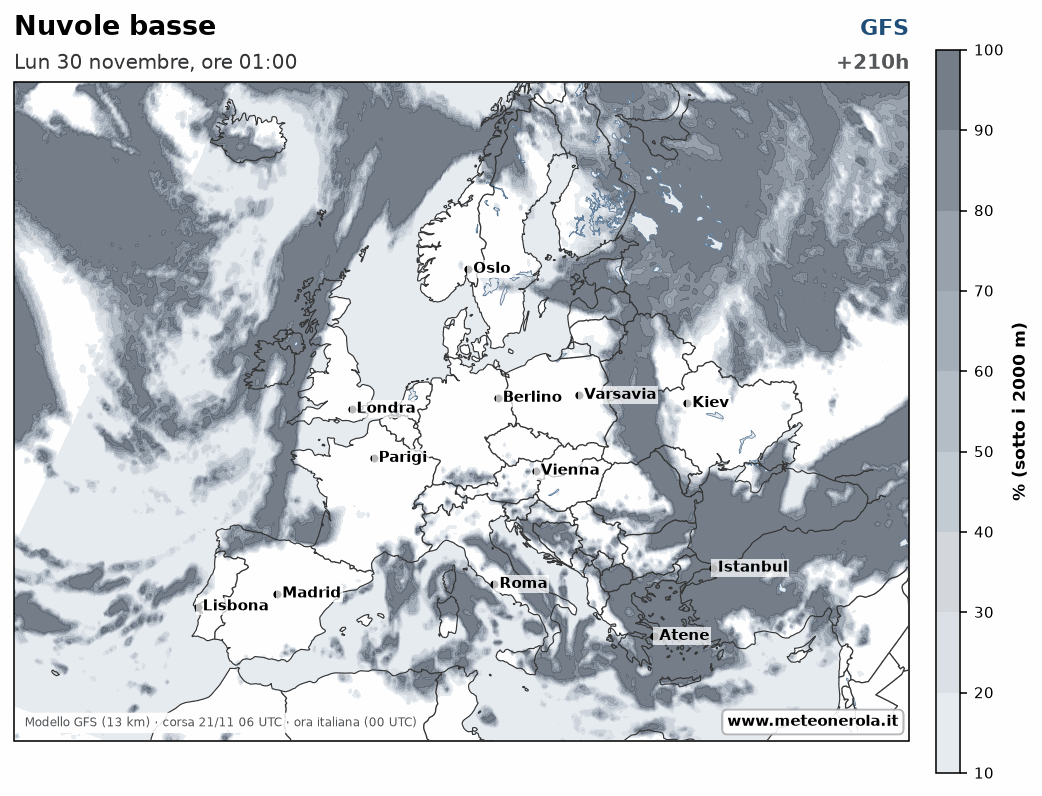 Nuvole basse
GFS
Lun 30 novembre, ore 01:00
+210h
100
90
80
70
60
50
40
30
20
10
% (sotto i 2000 m)
Oslo
Londra
Berlino
Varsavia
Kiev
Parigi
Vienna
Istanbul
Roma
Madrid
Lisbona
Atene
Modello GFS (13 km) · corsa 21/11 06 UTC · ora italiana (00 UTC)
www.meteonerola.it